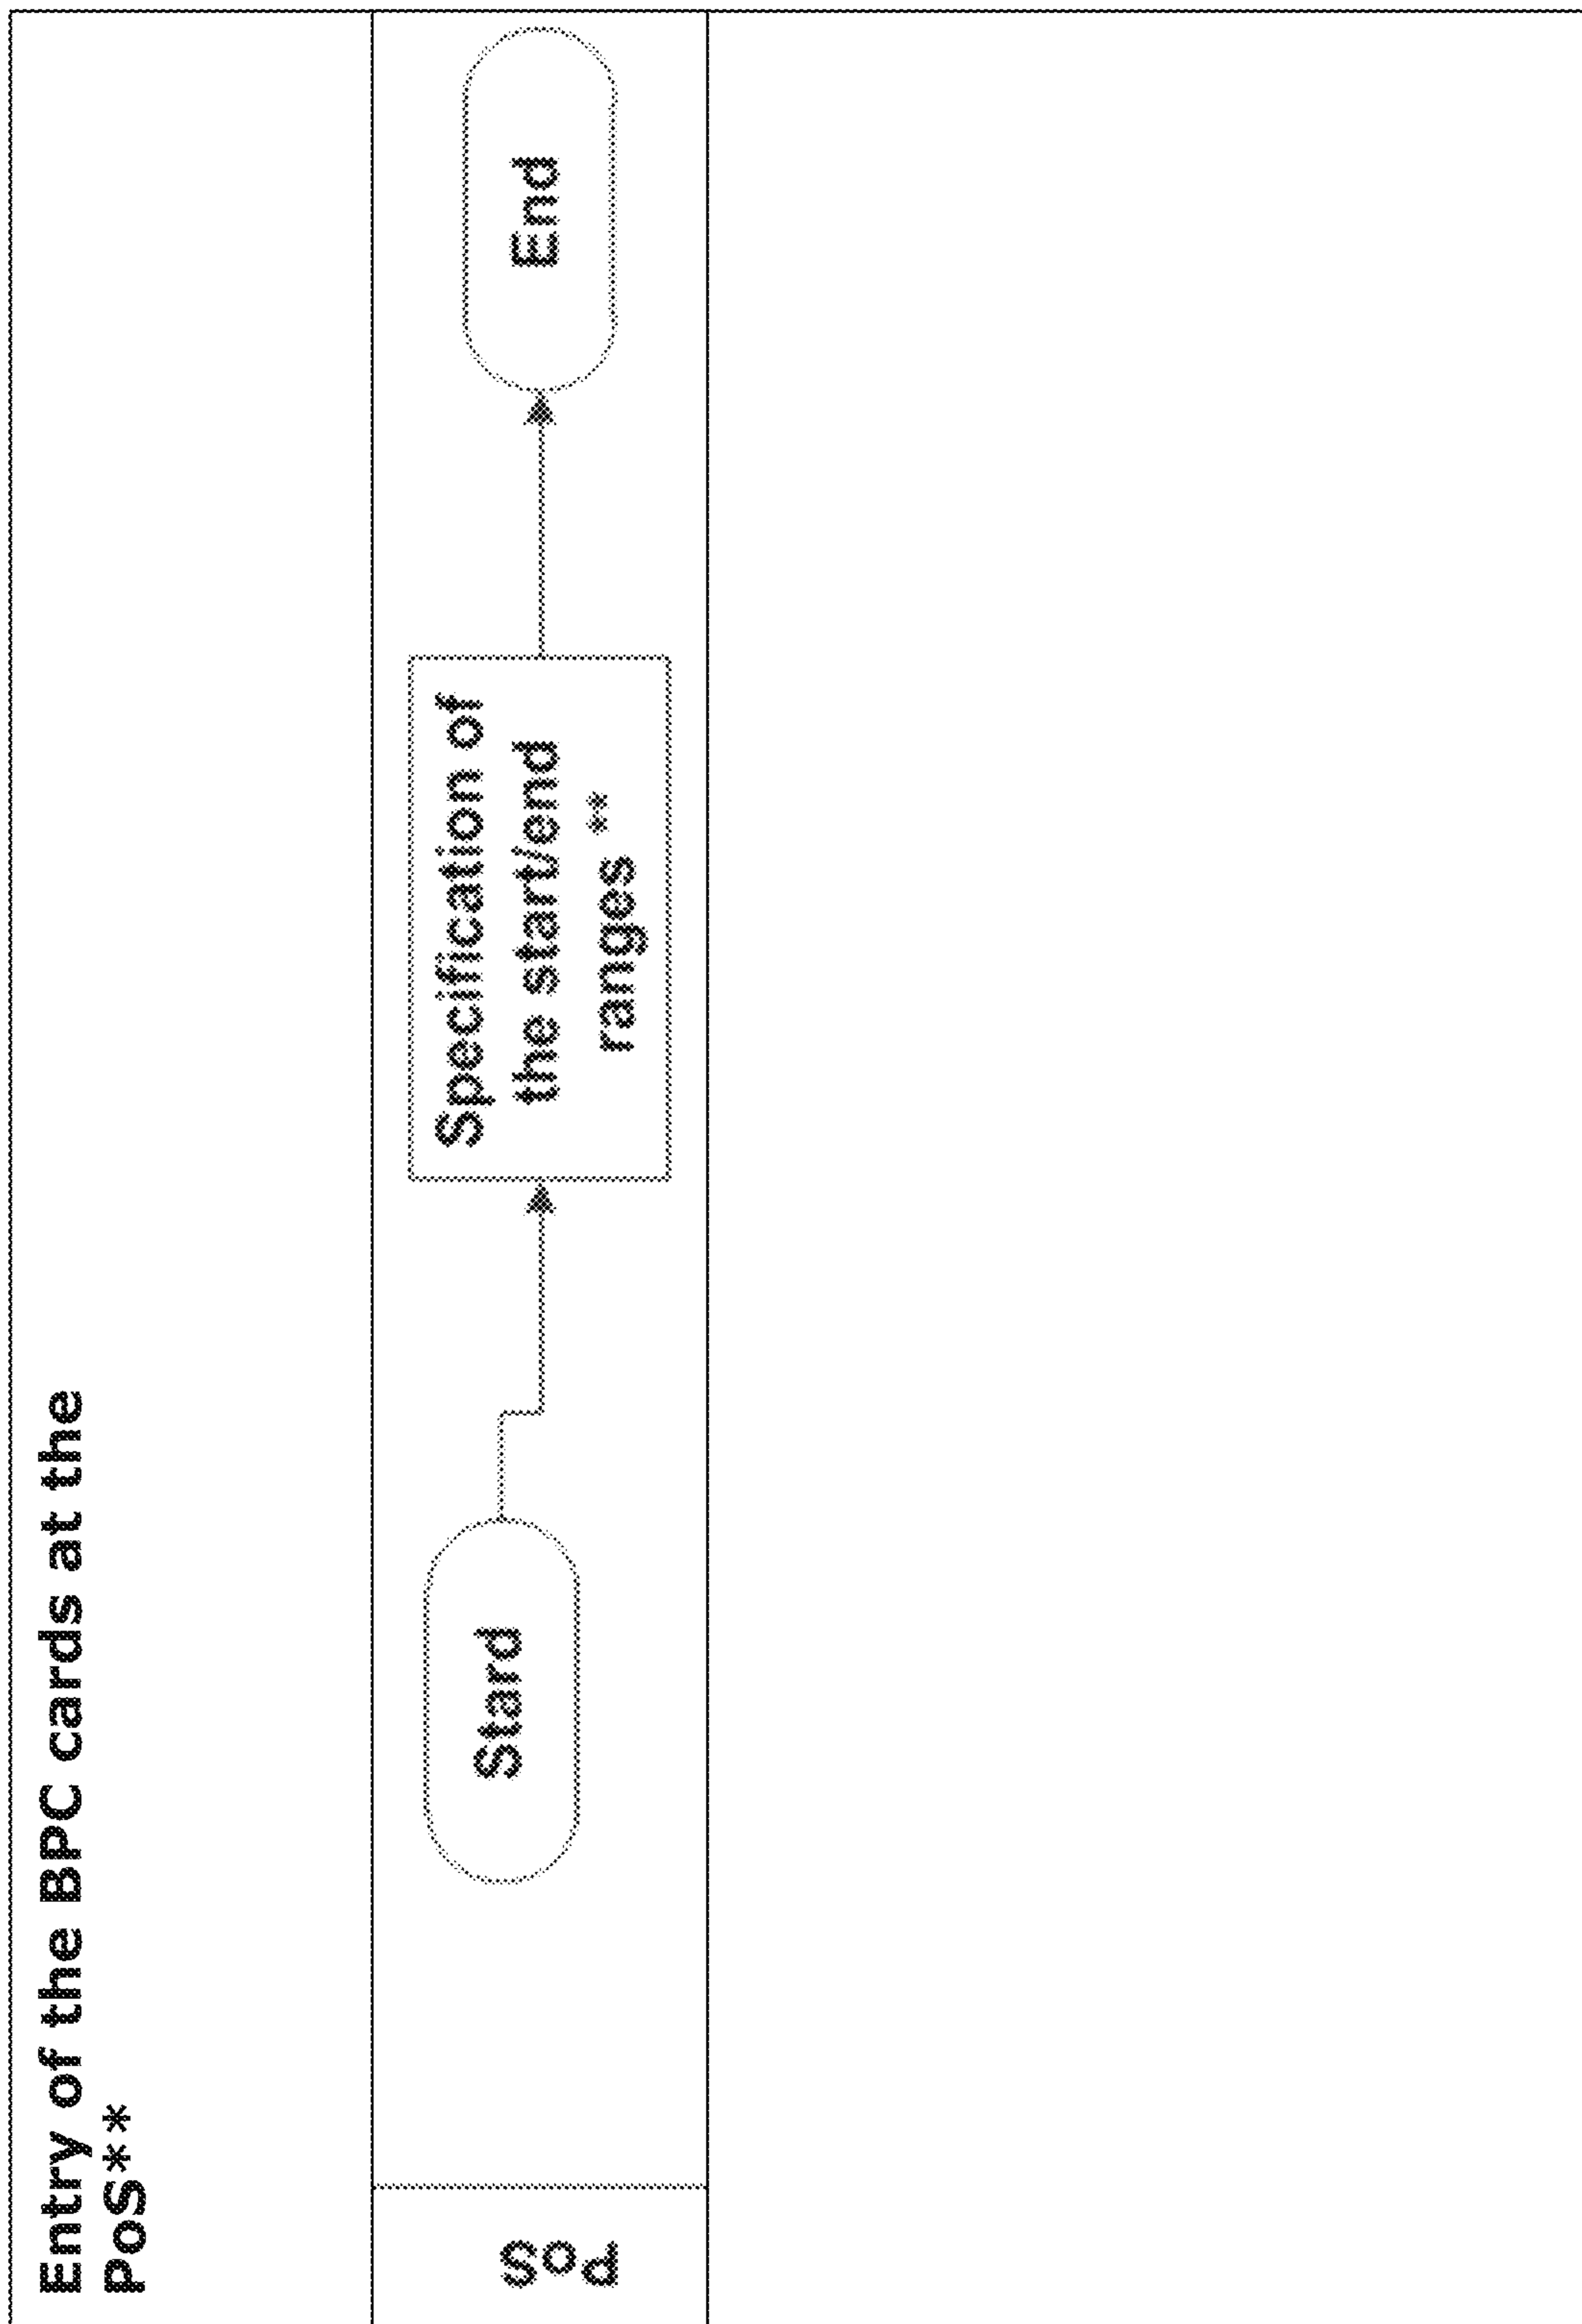 Entry of the BPC cards at the
PoS**
PoS
Stard
Specification of
the start/end
ranges **
End